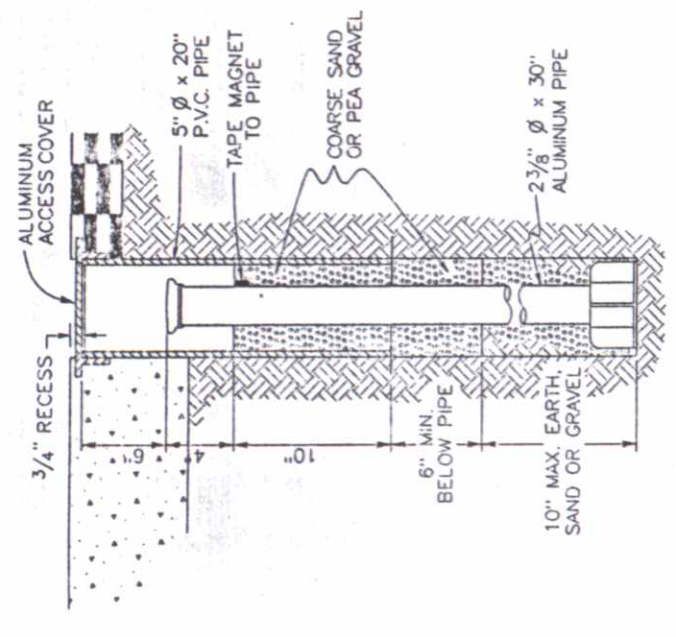 ALUMINUM
ACCESS COVER
3/4" RECESS
5" Ø x 20"
P.V.C. PIPE
TAPE MAGNET
TO PIPE
COARSE SAND
OR PEA GRAVEL
2 3/8" Ø x 30"
ALUMINUM PIPE
6"
4"
10"
6" MIN.
BELOW PIPE
10" MAX. EARTH,
SAND OR GRAVEL